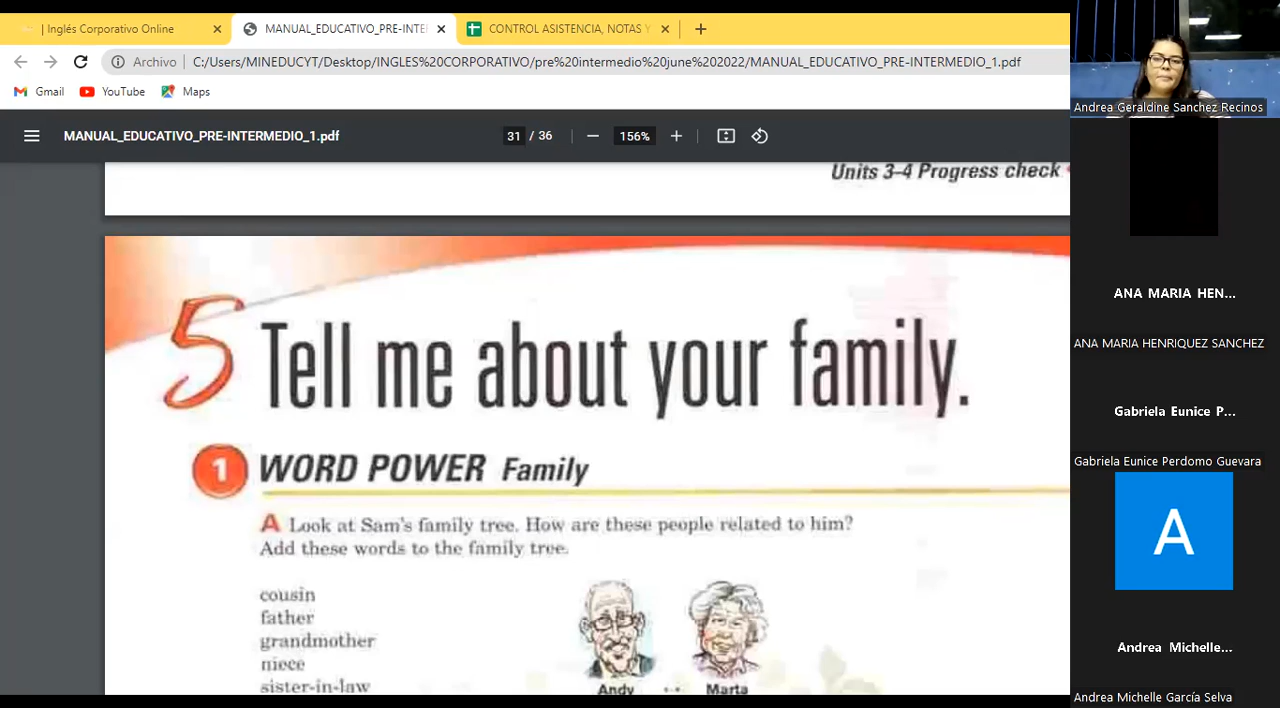 | Inglés Corporativo Online
MANUAL_EDUCATIVO_PRE-INTER
CONTROL ASISTENCIA, NOTAS Y
Archivo | C:/Users/MINEDUCYT/Desktop/INGLES%20CORPORATIVO/pre%20intermedio%20june%202022/MANUAL_EDUCATIVO_PRE-INTERMEDIO_1.pdf
Gmail YouTube Maps
MANUAL_EDUCATIVO_PRE-INTERMEDIO_1.pdf
31 / 36
156%
Units 3-4 Progress check
5 Tell me about your family.
1 WORD POWER Family
A Look at Sam's family tree. How are these people related to him?
Add these words to the family tree.
cousin
father
grandmother
niece
sister-in-law
Andy
Marta
Andrea Geraldine Sanchez Recinos
ANA MARIA HEN...
ANA MARIA HENRIQUEZ SANCHEZ
Gabriela Eunice P...
Gabriela Eunice Perdomo Guevara
A
Andrea Michelle...
Andrea Michelle García Selva